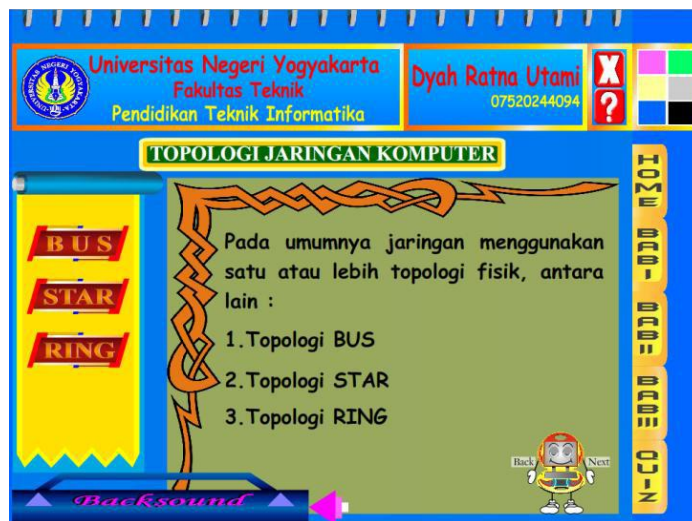 Universitas Negeri Yogyakarta
Fakultas Teknik
Pendidikan Teknik Informatika
Dyah Ratna Utami
07520244094
X
?
TOPOLOGI JARINGAN KOMPUTER
BUS
STAR
RING
Pada umumnya jaringan menggunakan
satu atau lebih topologi fisik, antara
lain :
1.Topologi BUS
2.Topologi STAR
3.Topologi RING
Back
Next
Backsound
HOME
BAB I
BAB II
BAB III
QUIZ